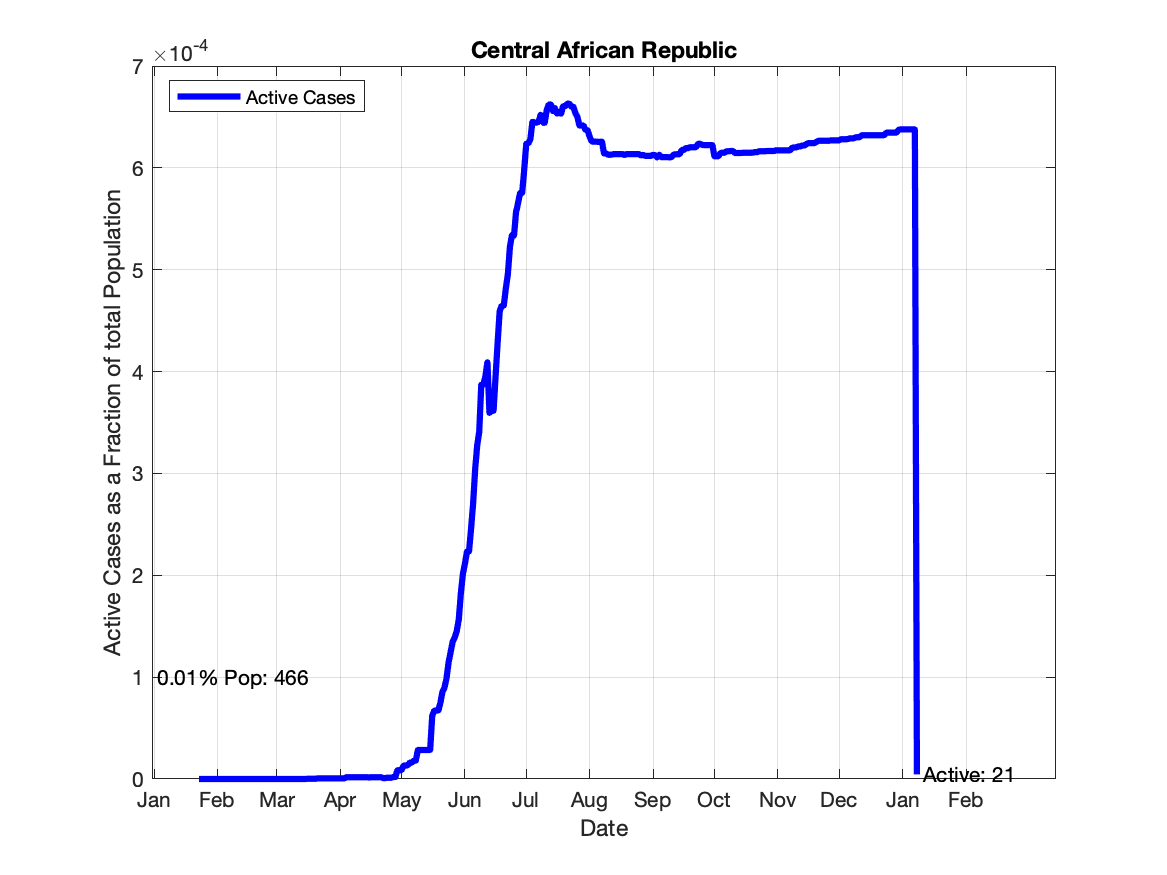 ×10-4
Central African Republic
Active Cases
7
6
5
4
3
2
1
0
Active Cases as a Fraction of total Population
0.01% Pop: 466
Active: 21
Jan Feb Mar Apr May Jun Jul Aug Sep Oct Nov Dec Jan Feb
Date